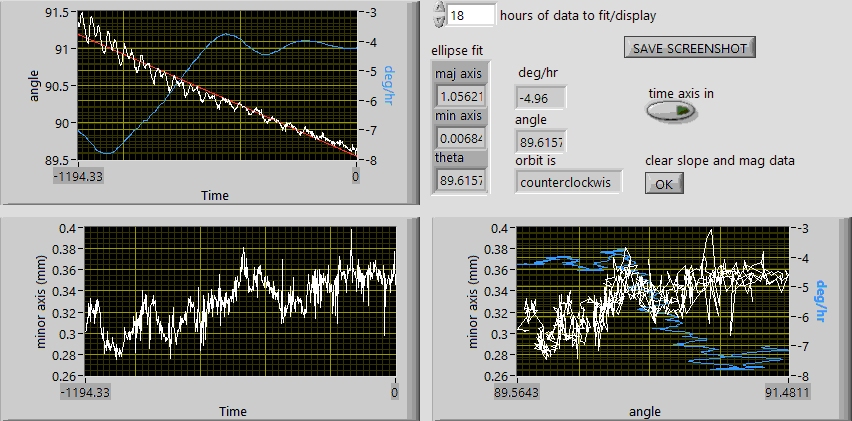 18 hours of data to fit/display
SAVE SCREENSHOT
91.5
91
90.5
90
89.5
angle
-3
-4
-5
-6
-7
-8
deg/hr
-1194.33
0
Time
ellipse fit
maj axis
1.05621
min axis
0.00684
theta
89.6157
deg/hr
-4.96
angle
89.6157
orbit is
counterclockwis
time axis in
clear slope and mag data
OK
0.4
0.38
0.36
0.34
0.32
0.3
0.28
0.26
minor axis (mm)
-1194.33
0
Time
0.4
0.38
0.36
0.34
0.32
0.3
0.28
0.26
minor axis (mm)
-3
-4
-5
-6
-7
-8
deg/hr
89.5643
91.4811
angle